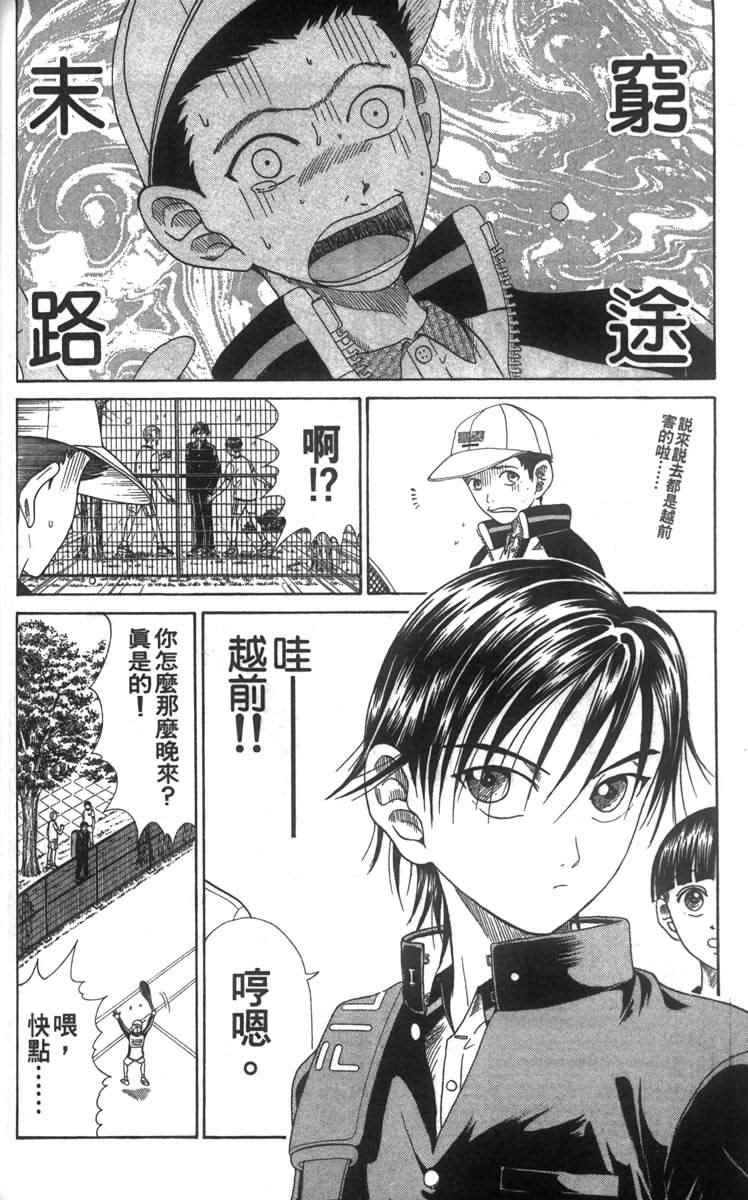 窮途
末路
說來說去都是越前
害的啦……
啊!?
哇——
越前!!
哼嗯。
你怎麼那麼晚來?
眞是的!
喂,
快點……
FIL